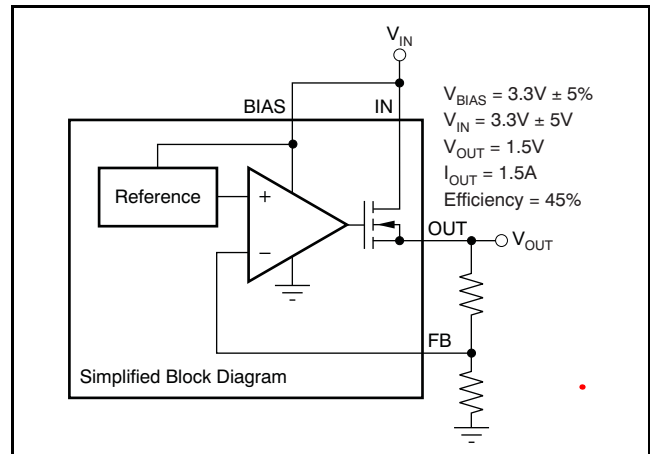 V_IN
BIAS
IN
V_BIAS = 3.3V ± 5%
V_IN = 3.3V ± 5V
V_OUT = 1.5V
I_OUT = 1.5A
Efficiency = 45%
Reference
+
−
OUT
V_OUT
FB
Simplified Block Diagram